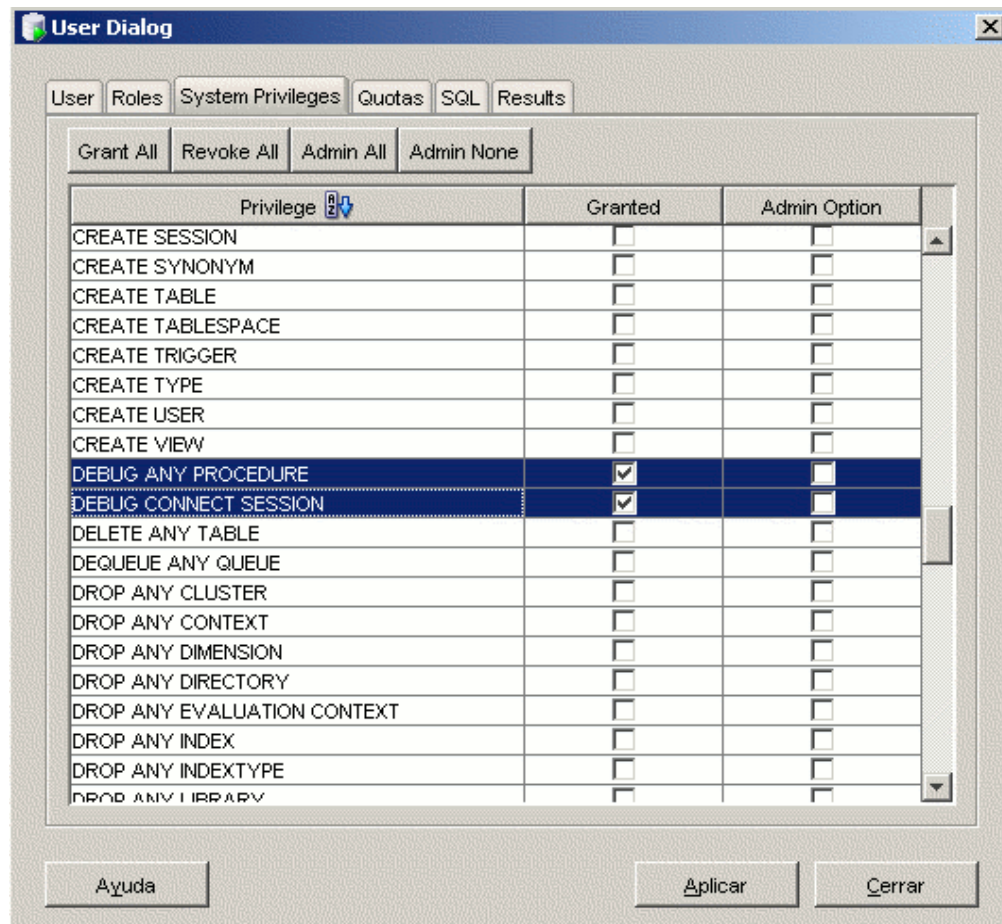 User Dialog
User Roles System Privileges Quotas SQL Results
Grant All Revoke All Admin All Admin None
Privilege Granted Admin Option
CREATE SESSION
CREATE SYNONYM
CREATE TABLE
CREATE TABLESPACE
CREATE TRIGGER
CREATE TYPE
CREATE USER
CREATE VIEW
DEBUG ANY PROCEDURE
DEBUG CONNECT SESSION
DELETE ANY TABLE
DEQUEUE ANY QUEUE
DROP ANY CLUSTER
DROP ANY CONTEXT
DROP ANY DIMENSION
DROP ANY DIRECTORY
DROP ANY EVALUATION CONTEXT
DROP ANY INDEX
DROP ANY INDEXTYPE
DROP ANY LIBRARY
Ayuda Aplicar Cerrar